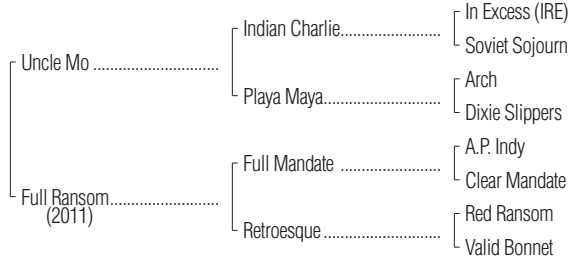 In Excess (IRE)
Indian Charlie
Soviet Sojourn
Uncle Mo
Arch
Playa Maya
Dixie Slippers
A.P. Indy
Full Mandate
Clear Mandate
Full Ransom
(2011)
Red Ransom
Retroesque
Valid Bonnet